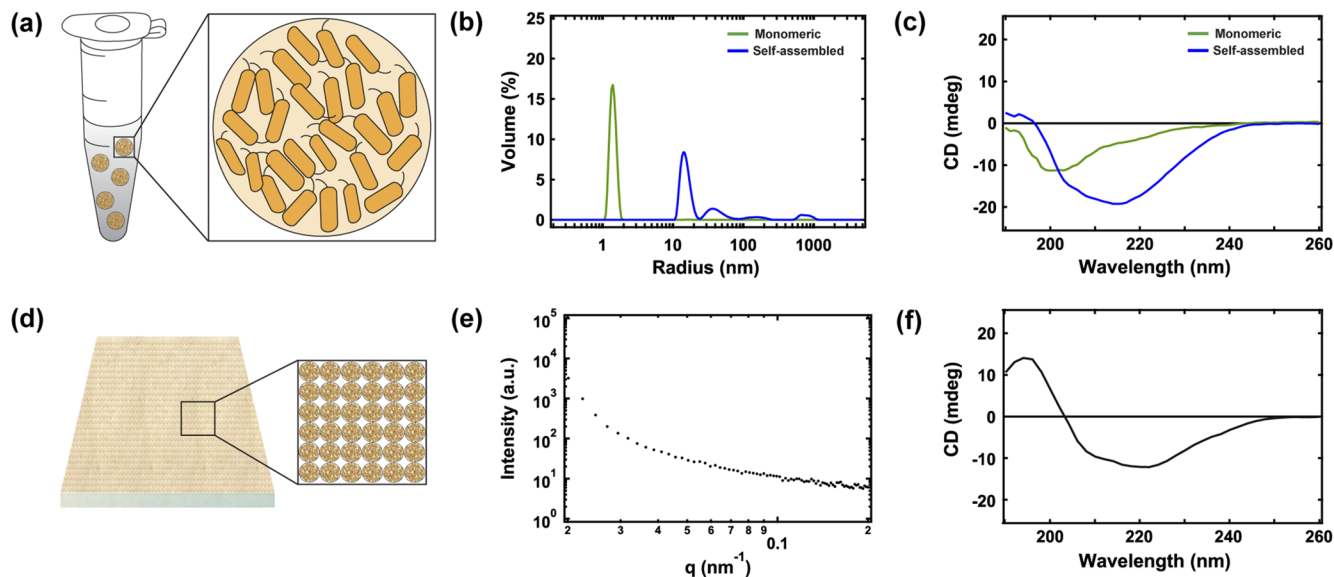 (a)
(b)
25
20
15
10
5
0
Volume (%)
Monomeric
Self-assembled
1 10 100 1000
Radius (nm)
(c)
20
10
0
-10
-20
CD (mdeg)
Monomeric
Self-assembled
200 220 240 260
Wavelength (nm)
(d)
(e)
10^5
10^4
10^3
10^2
10^1
10^0
Intensity (a.u.)
2 3 4 5 6 7 8 9 0.1 2
q (nm^-1)
(f)
20
10
0
-10
-20
CD (mdeg)
200 220 240 260
Wavelength (nm)